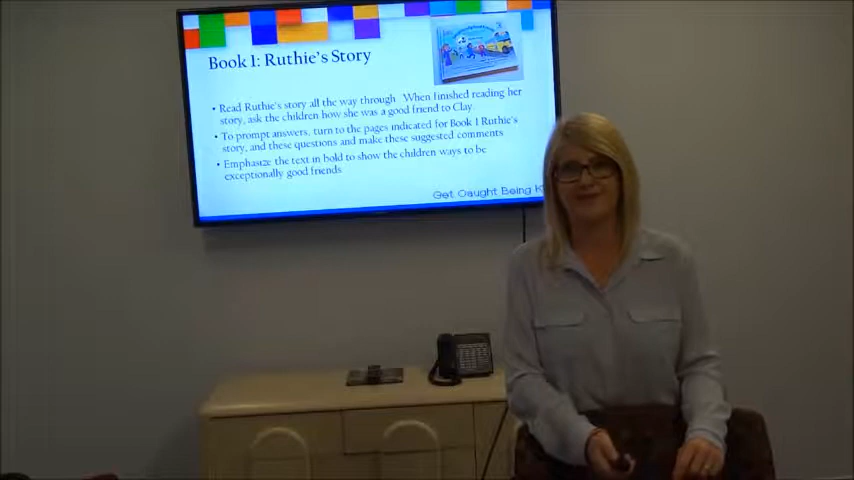 Book 1: Ruthie's Story
• Read Ruthie's story all the way through  When finished reading her
story, ask the children how she was a good friend to Clay.
• To prompt answers, turn to the pages indicated for Book 1 Ruthie's
story, and these questions and make these suggested comments
• Emphasize the text in bold to show the children ways to be
exceptionally good friends
Get Caught Being